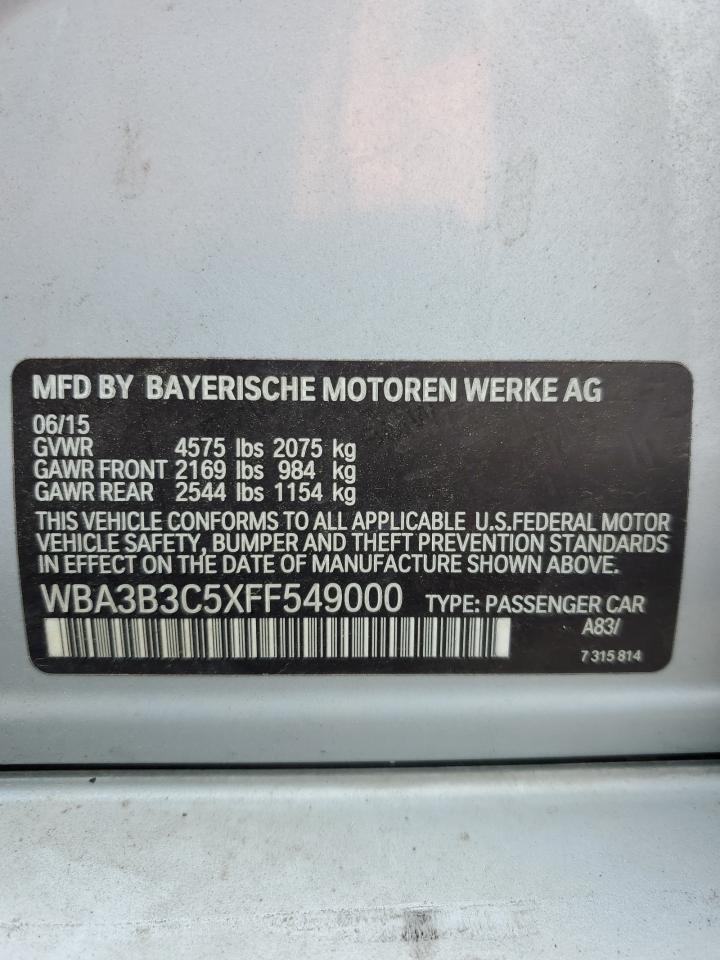 MFD BY BAYERISCHE MOTOREN WERKE AG
06/15
GVWR 4575 lbs 2075 kg
GAWR FRONT 2169 lbs 984 kg
GAWR REAR 2544 lbs 1154 kg
THIS VEHICLE CONFORMS TO ALL APPLICABLE U.S.FEDERAL MOTOR
VEHICLE SAFETY, BUMPER AND THEFT PREVENTION STANDARDS
IN EFFECT ON THE DATE OF MANUFACTURE SHOWN ABOVE.
WBA3B3C5XFF549000 TYPE: PASSENGER CAR
A83/
7 315 814